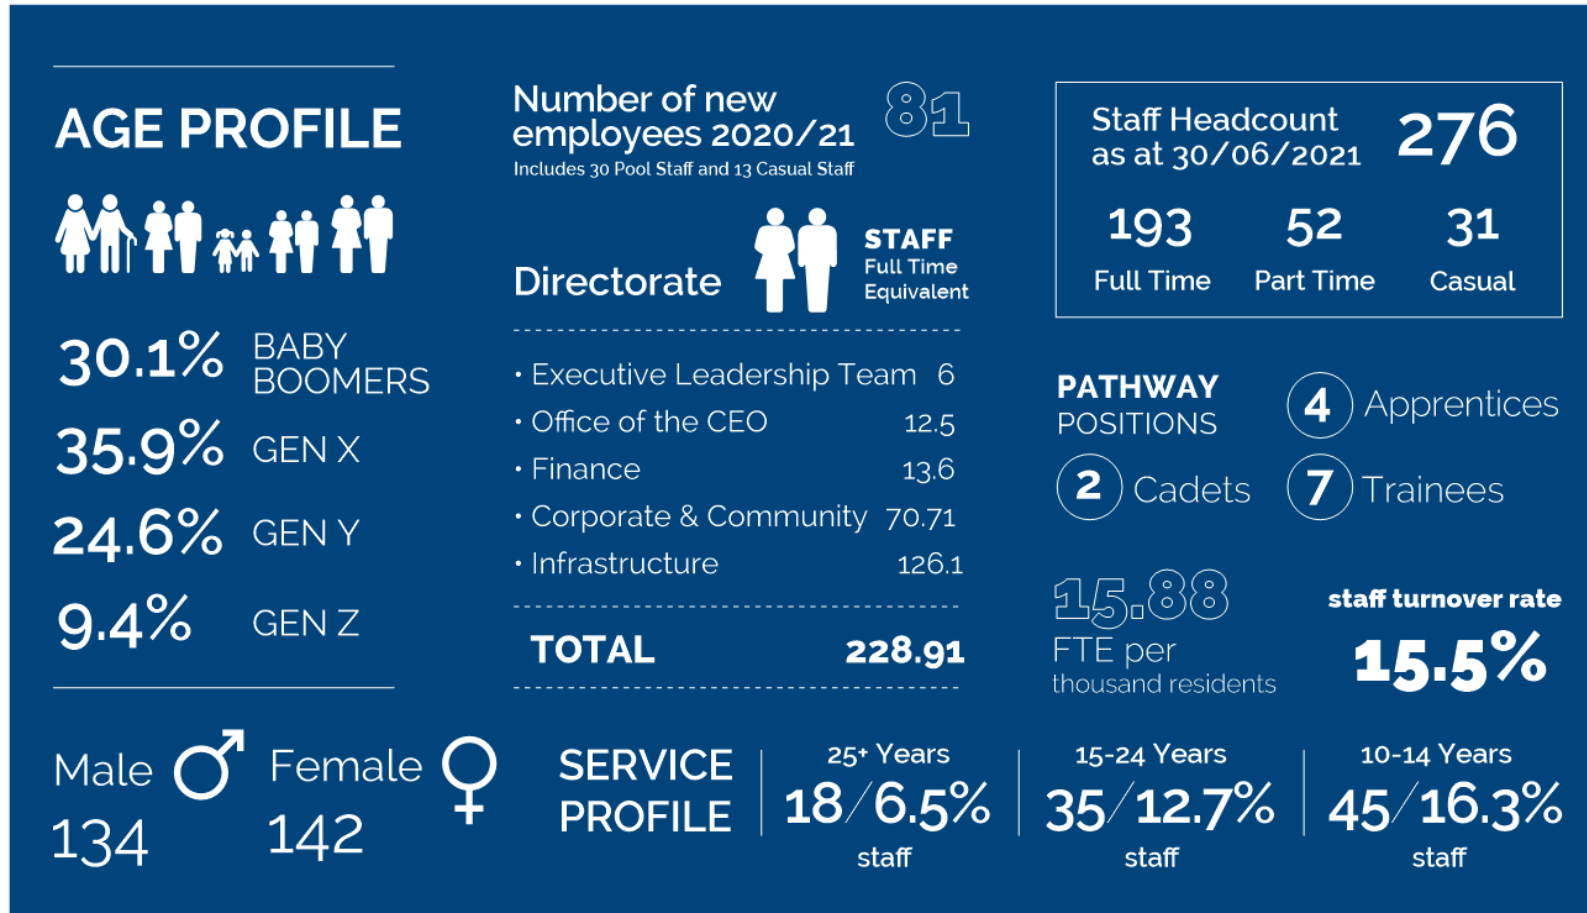 AGE PROFILE
30.1% BABY
BOOMERS
35.9% GEN X
24.6% GEN Y
9.4% GEN Z
Male
134
Female
142
Number of new
employees 2020/21
81
Includes 30 Pool Staff and 13 Casual Staff
Directorate
STAFF
Full Time
Equivalent
• Executive Leadership Team 6
• Office of the CEO 12.5
• Finance 13.6
• Corporate & Community 70.71
• Infrastructure 126.1
TOTAL 228.91
Staff Headcount
as at 30/06/2021
276
193 52 31
Full Time Part Time Casual
PATHWAY
POSITIONS
4 Apprentices
2 Cadets
7 Trainees
15.88
FTE per
thousand residents
staff turnover rate
15.5%
SERVICE
PROFILE
25+ Years
18/6.5%
staff
15-24 Years
35/12.7%
staff
10-14 Years
45/16.3%
staff